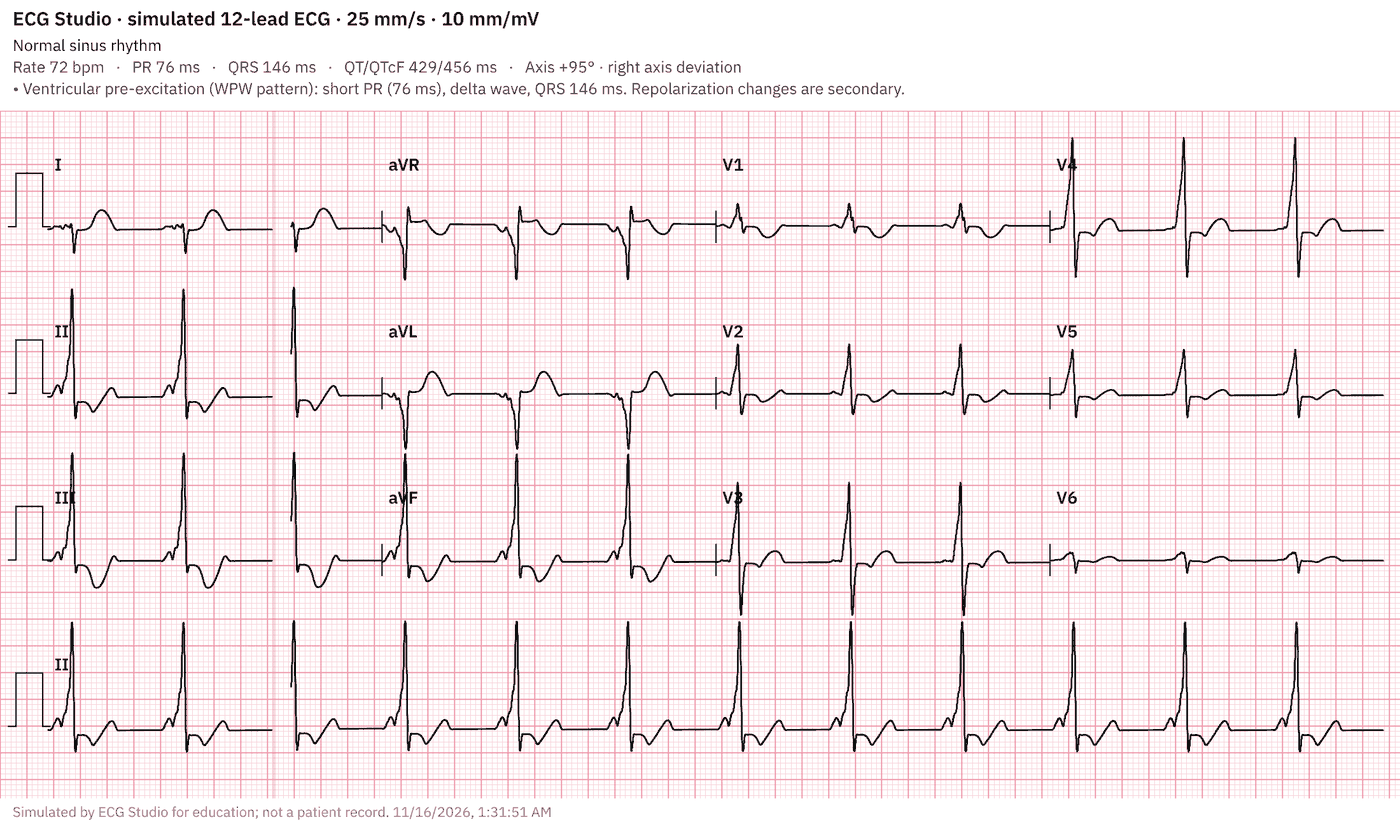 ECG Studio · simulated 12-lead ECG · 25 mm/s · 10 mm/mV
Normal sinus rhythm
Rate 72 bpm · PR 76 ms · QRS 146 ms · QT/QTcF 429/456 ms · Axis +95° · right axis deviation
• Ventricular pre-excitation (WPW pattern): short PR (76 ms), delta wave, QRS 146 ms. Repolarization changes are secondary.
I aVR V1 V4
II aVL V2 V5
III aVF V3 V6
II
Simulated by ECG Studio for education; not a patient record. 11/16/2026, 1:31:51 AM